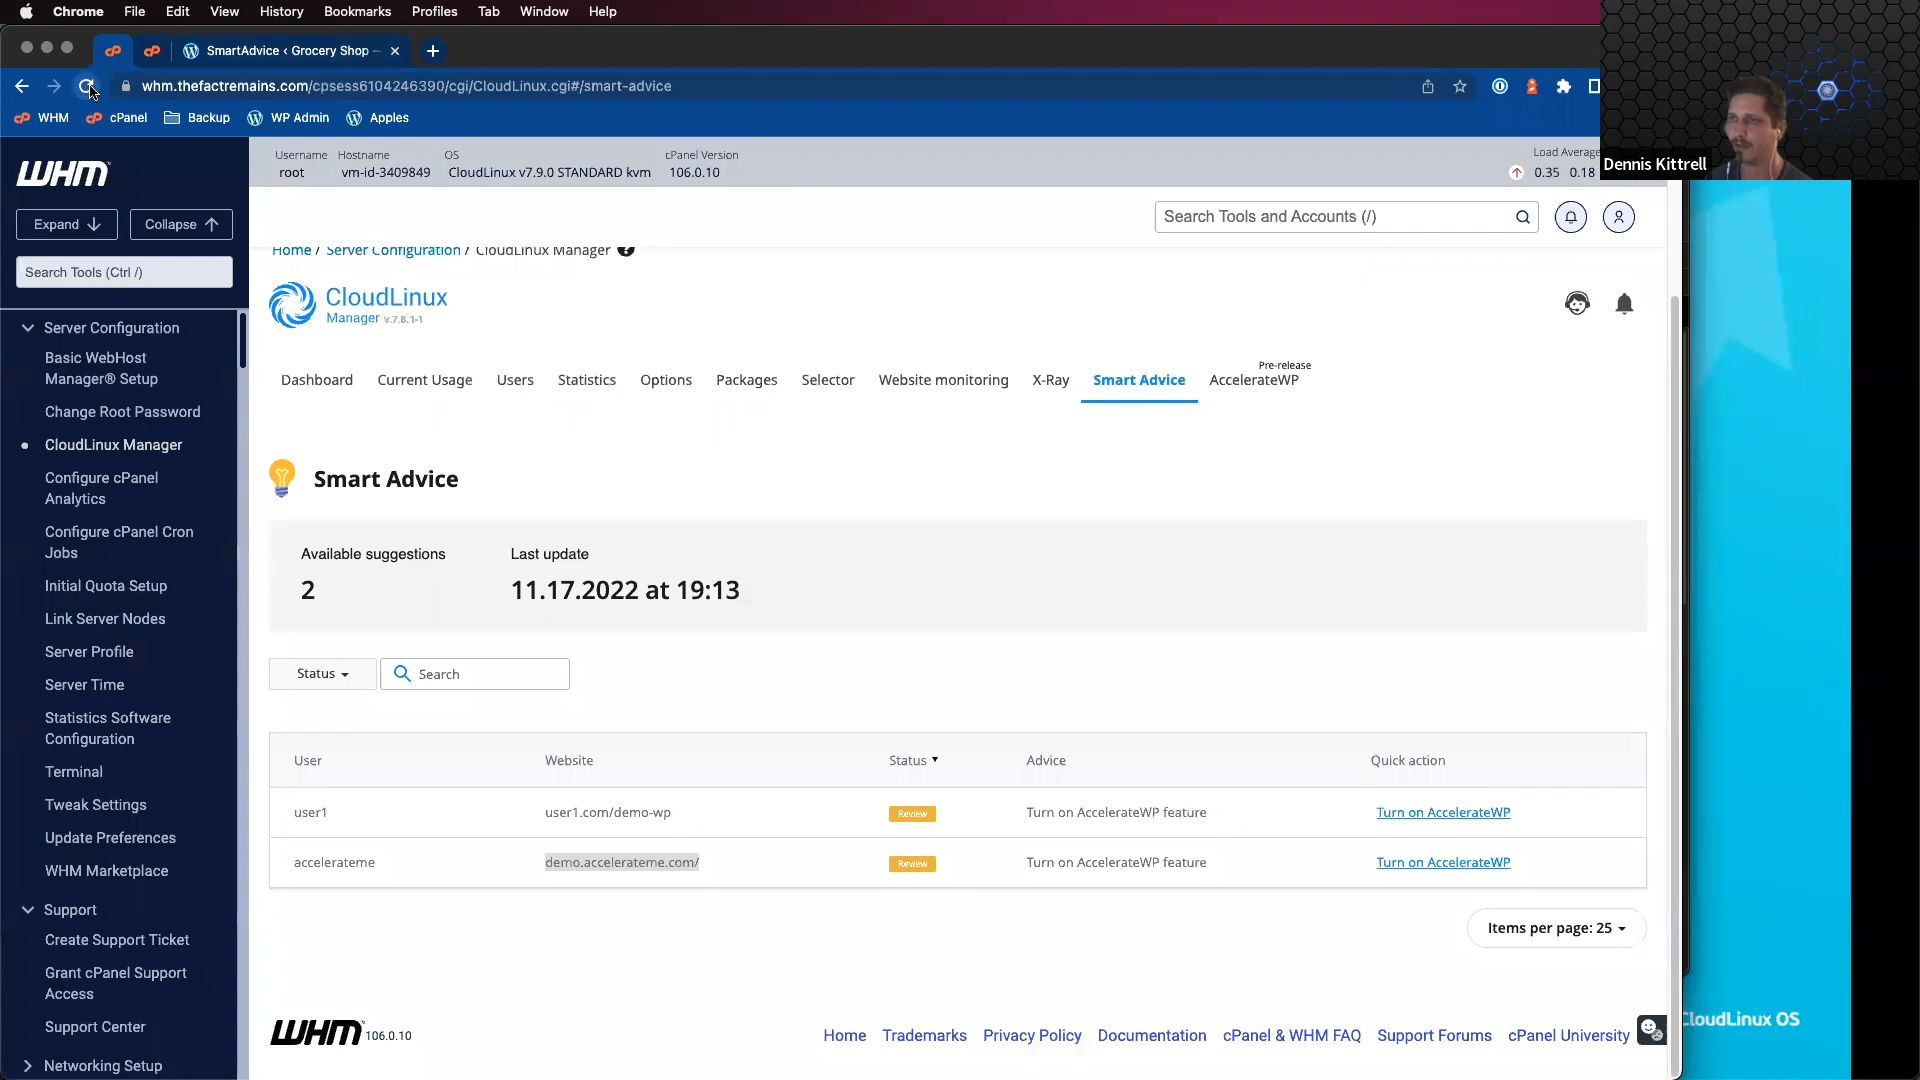 Chrome File Edit View History Bookmarks Profiles Tab Window Help
SmartAdvice ‹ Grocery Shop –
whm.thefactremains.com/cpsess6104246390/cgi/CloudLinux.cgi#/smart-advice
WHM cPanel Backup WP Admin Apples
Dennis Kittrell
WHM
Expand Collapse
Search Tools (Ctrl /)
Server Configuration
Basic WebHost
Manager® Setup
Change Root Password
CloudLinux Manager
Configure cPanel
Analytics
Configure cPanel Cron
Jobs
Initial Quota Setup
Link Server Nodes
Server Profile
Server Time
Statistics Software
Configuration
Terminal
Tweak Settings
Update Preferences
WHM Marketplace
Support
Create Support Ticket
Grant cPanel Support
Access
Support Center
Networking Setup
Username Hostname OS cPanel Version Load Average
root vm-id-3409849 CloudLinux v7.9.0 STANDARD kvm 106.0.10 0.35 0.18
Search Tools and Accounts (/)
Home / Server Configuration / CloudLinux Manager
CloudLinux
Manager v.7.8.1-1
Pre-release
Dashboard Current Usage Users Statistics Options Packages Selector Website monitoring X-Ray Smart Advice AccelerateWP
Smart Advice
Available suggestions Last update
2 11.17.2022 at 19:13
Status Search
User Website Status Advice Quick action
user1 user1.com/demo-wp Review Turn on AccelerateWP feature Turn on AccelerateWP
accelerateme demo.accelerateme.com/ Review Turn on AccelerateWP feature Turn on AccelerateWP
Items per page: 25
WHM 106.0.10 Home Trademarks Privacy Policy Documentation cPanel & WHM FAQ Support Forums cPanel University
CloudLinux OS